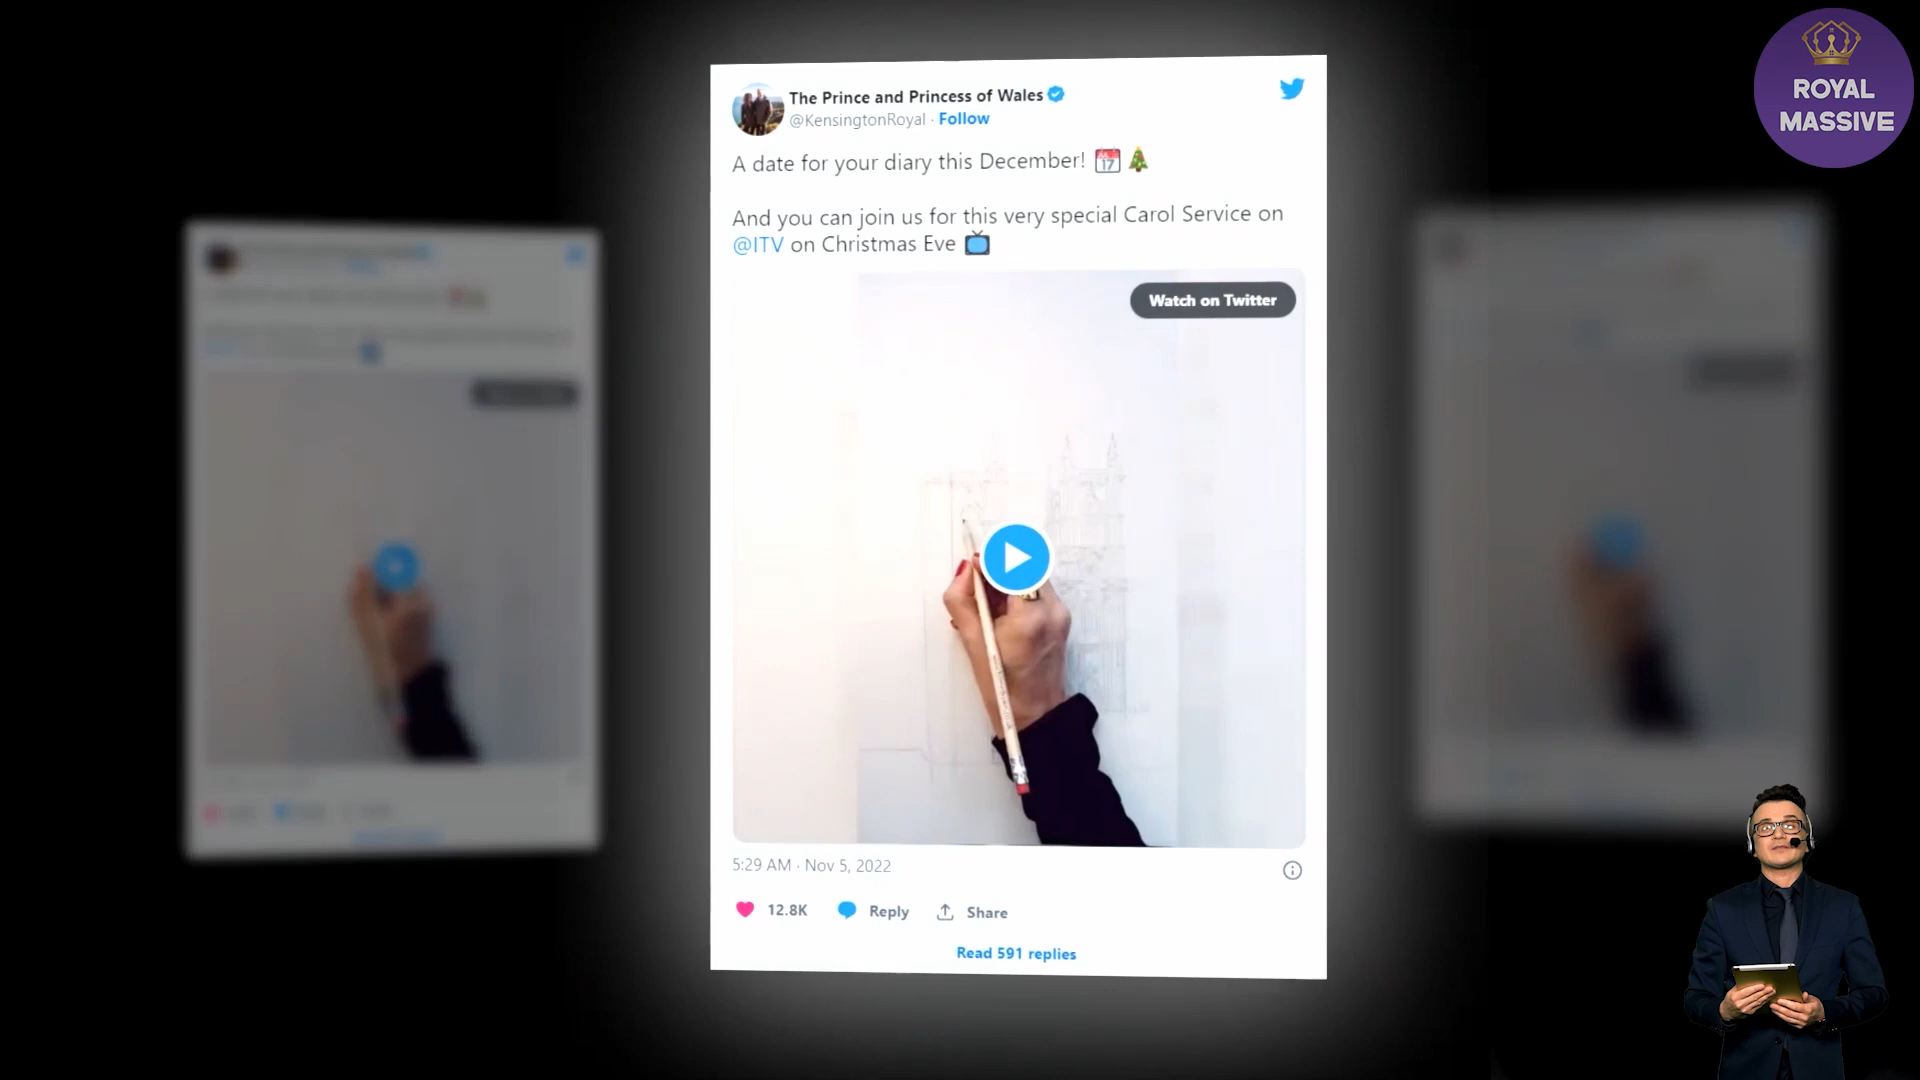 The Prince and Princess of Wales
@KensingtonRoyal · Follow
A date for your diary this December! 📅 🎄
And you can join us for this very special Carol Service on
@ITV on Christmas Eve 📺
Watch on Twitter
5:29 AM · Nov 5, 2022
12.8K Reply Share
Read 591 replies
ROYAL
MASSIVE